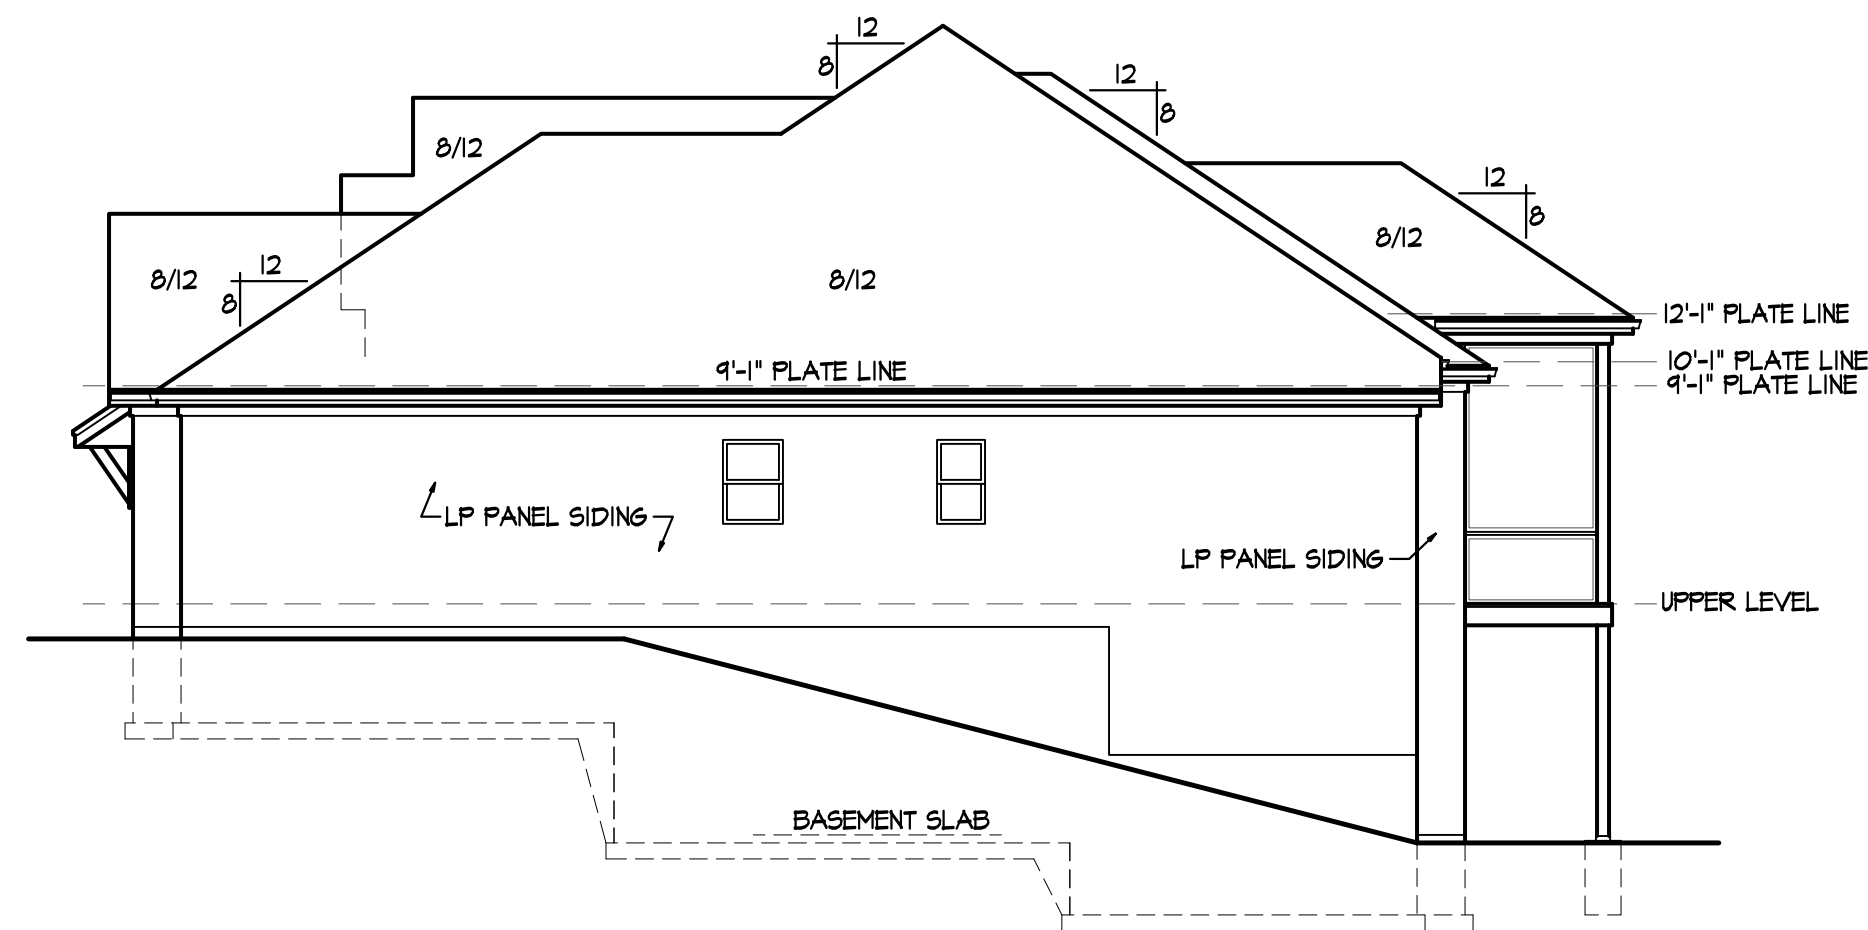 12
8
12
8
8/12
12
8
8/12
12
8
8/12
8/12
12'-1" PLATE LINE
10'-1" PLATE LINE
9'-1" PLATE LINE
9'-1" PLATE LINE
LP PANEL SIDING
LP PANEL SIDING
UPPER LEVEL
BASEMENT SLAB